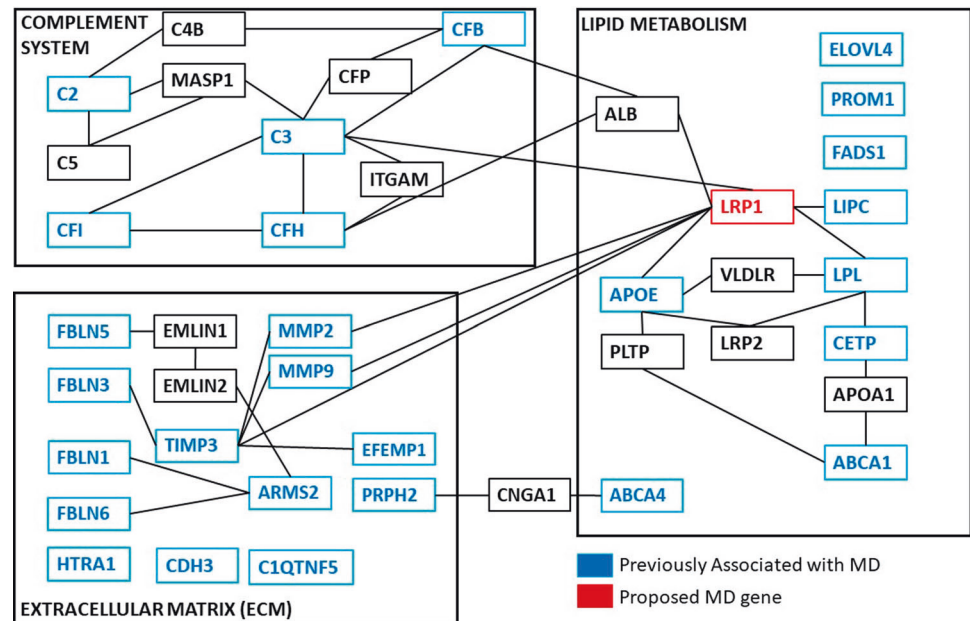 COMPLEMENT
SYSTEM
C4B
CFB
C2
MASP1
CFP
C3
C5
ITGAM
CFI
CFH
LIPID METABOLISM
ELOVL4
PROM1
ALB
FADS1
LRP1
LIPC
VLDLR
LPL
APOE
PLTP
LRP2
CETP
APOA1
ABCA1
FBLN5
EMLIN1
MMP2
FBLN3
EMLIN2
MMP9
TIMP3
EFEMP1
FBLN1
ARMS2
PRPH2
CNGA1
ABCA4
FBLN6
HTRA1
CDH3
C1QTNF5
EXTRACELLULAR MATRIX (ECM)
Previously Associated with MD
Proposed MD gene